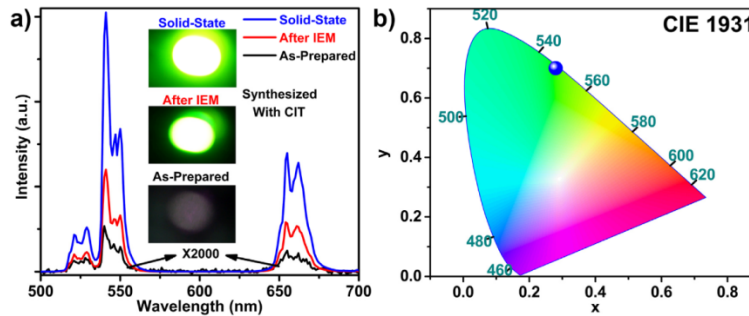 a)
Solid-State
After IEM
As-Prepared
Solid-State
After IEM
As-Prepared
Synthesized
With CIT
X2000
Intensity (a.u.)
500 550 600 650 700
Wavelength (nm)
b)
CIE 1931
520
540
560
500
580
600
620
480
460
0.8
0.6
0.4
0.2
0.0
y
0.0 0.2 0.4 0.6 0.8
x